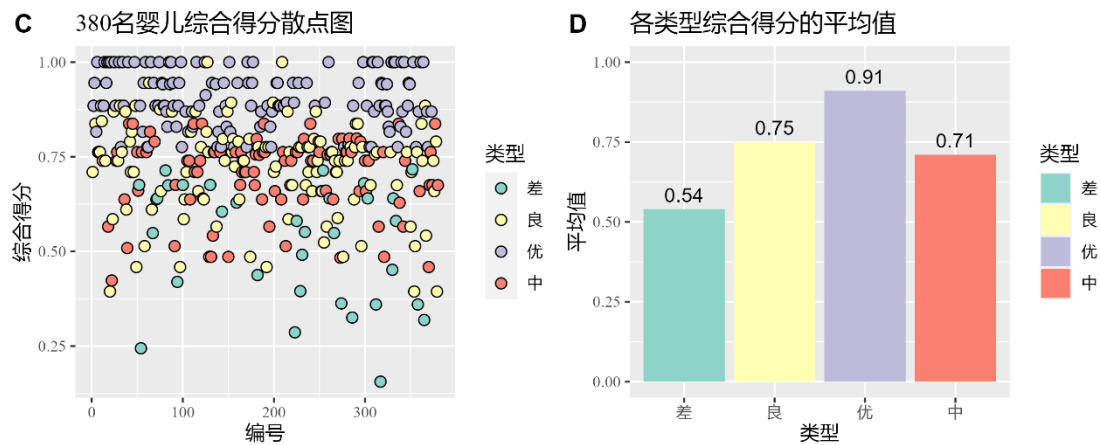 C 380名婴儿综合得分散点图
1.00
0.75
0.50
0.25
综合得分
0
100
200
300
编号
类型
差
良
优
中
D 各类型综合得分的平均值
1.00
0.75
0.50
0.25
0.00
平均值
0.54
0.75
0.91
0.71
差
良
优
中
类型
类型
差
良
优
中